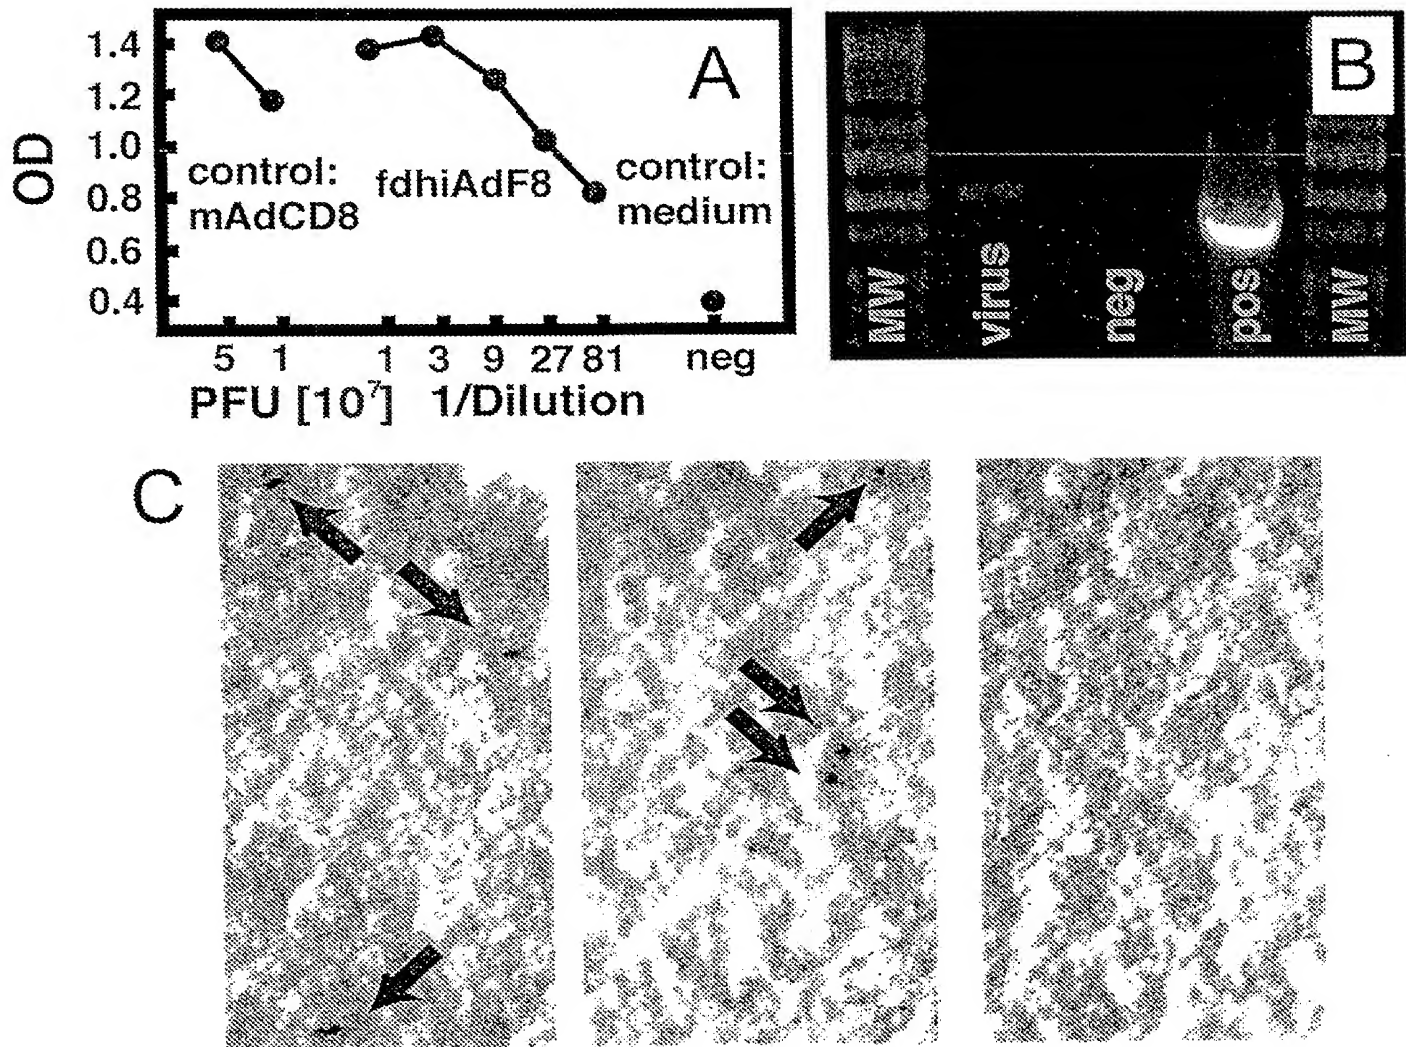 A
1.4
1.2
1.0
0.8
0.6
0.4
OD
control:
mAdCD8
fdhiAdF8
control:
medium
5 1 1 3 9 27 81 neg
PFU [10⁷] 1/Dilution
B
MW virus neg pos MW
C